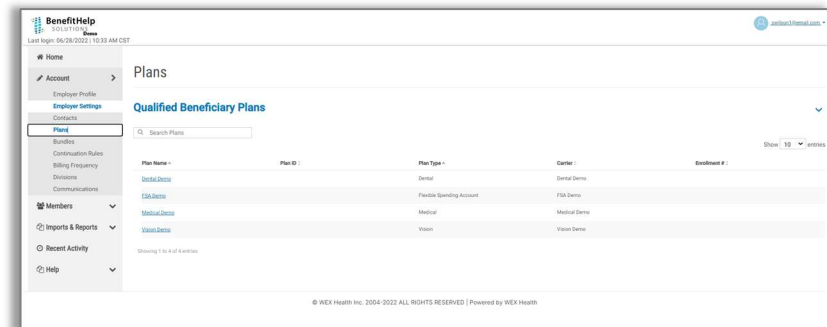 BenefitHelp
SOLUTIONS
Demo
Last login: 06/28/2022 | 10:33 AM CST
Home
Account
Employer Profile
Employer Settings
Contacts
Plans
Bundles
Continuation Rules
Billing Frequency
Divisions
Communications
Members
Imports & Reports
Recent Activity
Help
Plans
Qualified Beneficiary Plans
Search Plans
Show 10 entries
Plan Name Plan ID Plan Type Carrier Enrollment #
Dental Demo Dental Dental Demo
FSA Demo Flexible Spending Account FSA Demo
Medical Demo Medical Medical Demo
Vision Demo Vision Vision Demo
Showing 1 to 4 of 4 entries
© WEX Health Inc. 2004-2022 ALL RIGHTS RESERVED | Powered by WEX Health